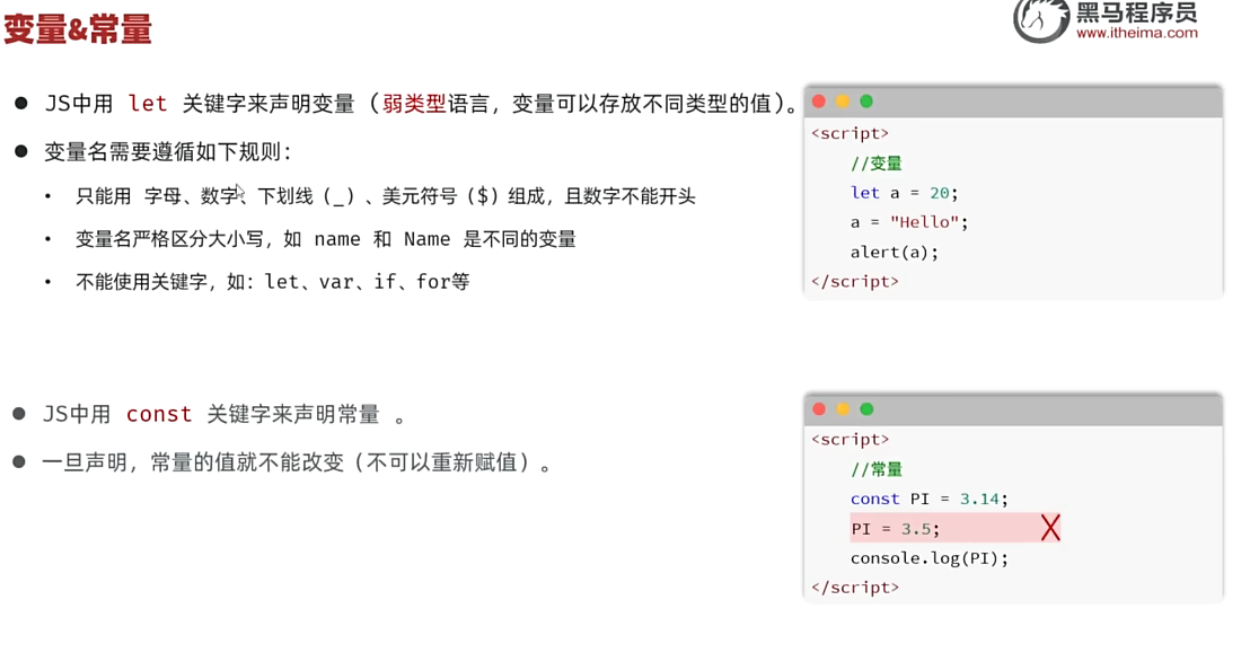 变量&常量
黑马程序员
www.itheima.com
● JS中用 let 关键字来声明变量（弱类型语言，变量可以存放不同类型的值）。
● 变量名需要遵循如下规则：
• 只能用 字母、数字、下划线（_）、美元符号（$）组成，且数字不能开头
• 变量名严格区分大小写，如 name 和 Name 是不同的变量
• 不能使用关键字，如：let、var、if、for等
<script>
//变量
let a = 20;
a = "Hello";
alert(a);
</script>
● JS中用 const 关键字来声明常量 。
● 一旦声明，常量的值就不能改变（不可以重新赋值）。
<script>
//常量
const PI = 3.14;
PI = 3.5;
console.log(PI);
</script>